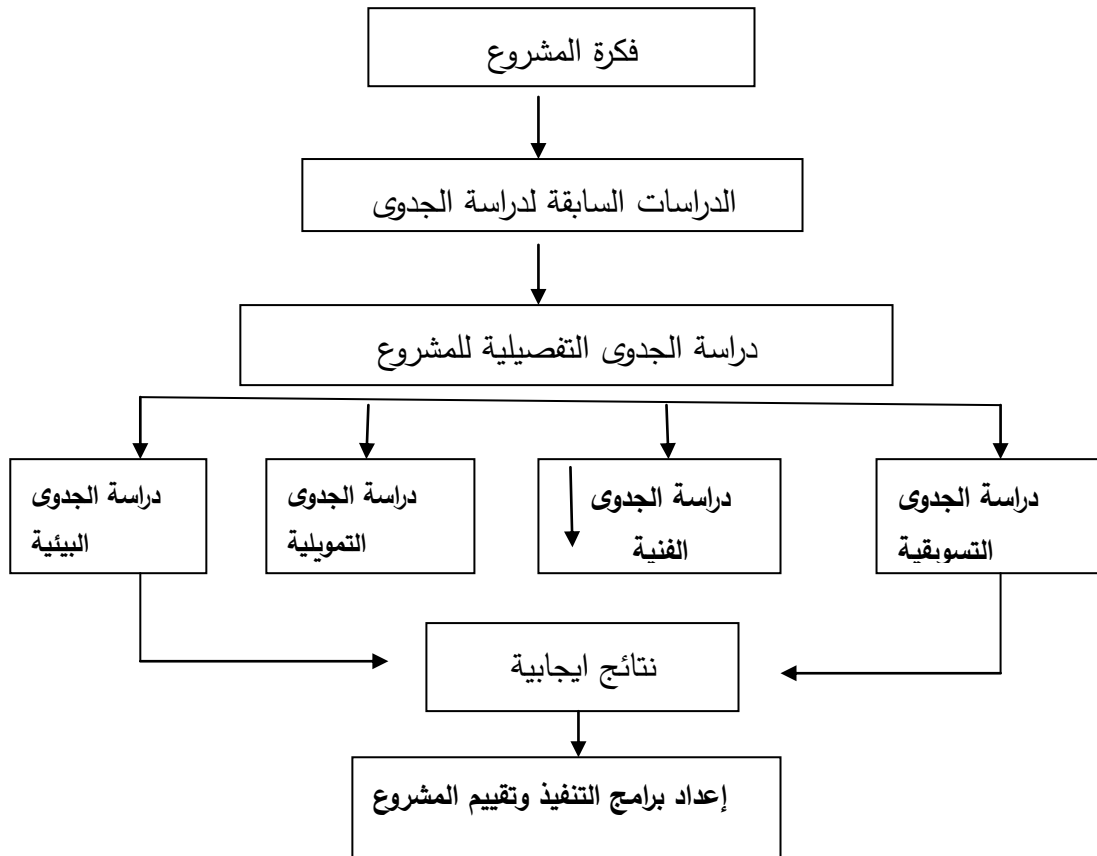 فكرة المشروع
الدراسات السابقة لدراسة الجدوى
دراسة الجدوى التفصيلية للمشروع
دراسة الجدوى
التسويقية
دراسة الجدوى
الفنية
دراسة الجدوى
التمويلية
دراسة الجدوى
البيئية
نتائج ايجابية
إعداد برامج التنفيذ وتقييم المشروع